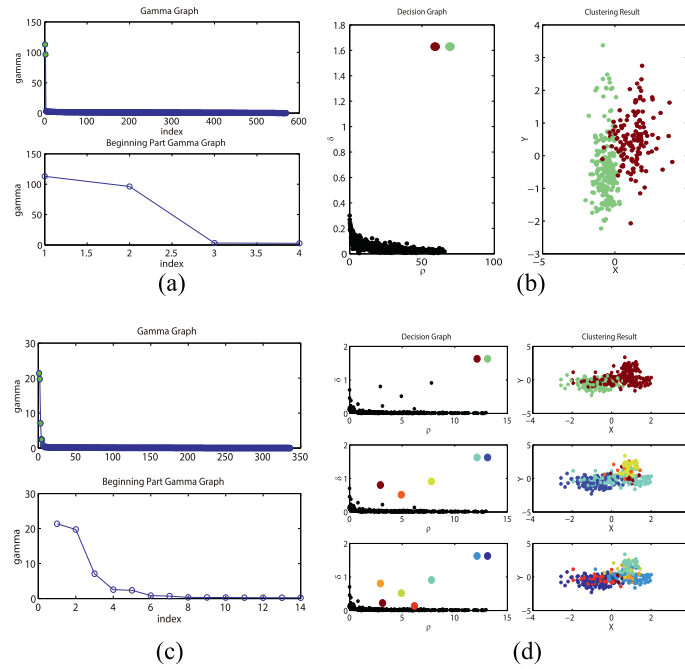 Gamma Graph
150
100
50
0
gamma
0 100 200 300 400 500 600
index
Beginning Part Gamma Graph
150
100
50
0
gamma
1 1.5 2 2.5 3 3.5 4
index
(a)
Decision Graph
1.8
1.6
1.4
1.2
1
0.8
0.6
0.4
0.2
0
δ
0 50 100
ρ
Clustering Result
4
3
2
1
0
−1
−2
−3
Y
−5 0 5
X
(b)
Gamma Graph
30
20
10
0
gamma
0 50 100 150 200 250 300 350
index
Beginning Part Gamma Graph
30
20
10
0
gamma
0 2 4 6 8 10 12 14
index
(c)
Decision Graph
2
1
0
δ
0 5 10 15
ρ
Clustering Result
5
0
−5
Y
−4 −2 0 2 4
X
2
1
0
δ
0 5 10 15
ρ
5
0
−5
Y
−4 −2 0 2 4
X
2
1
0
δ
0 5 10 15
ρ
5
0
−5
Y
−4 −2 0 2 4
X
(d)